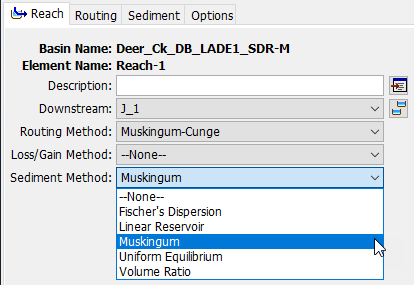 Reach Routing Sediment Options
Basin Name: Deer_Ck_DB_LADE1_SDR-M
Element Name: Reach-1
Description:
Downstream: J_1
Routing Method: Muskingum-Cunge
Loss/Gain Method: --None--
Sediment Method: Muskingum
--None--
Fischer's Dispersion
Linear Reservoir
Muskingum
Uniform Equilibrium
Volume Ratio